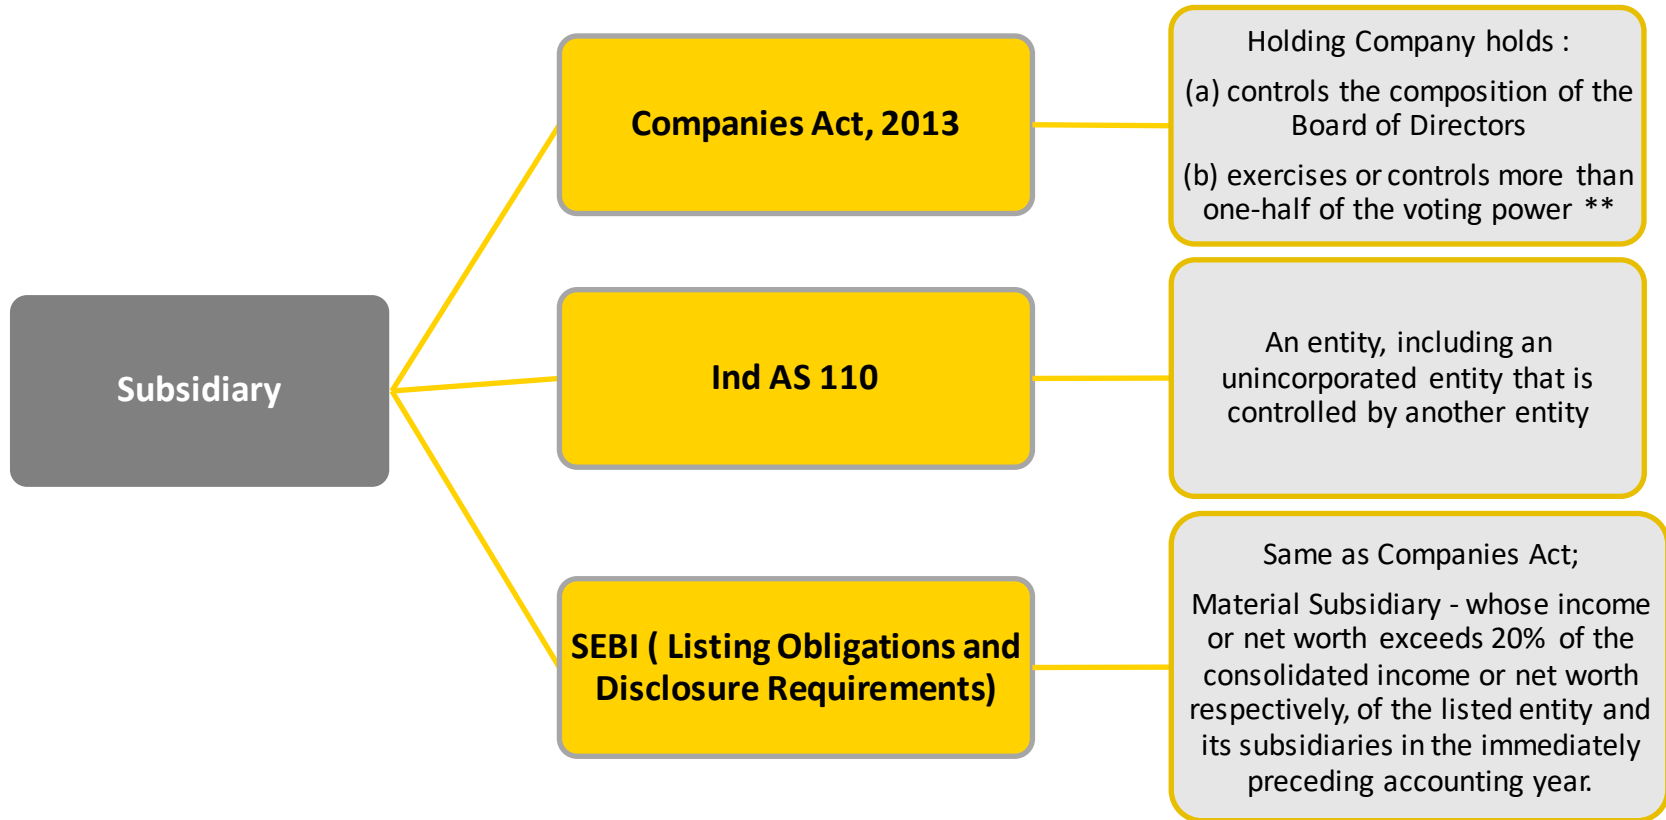 Subsidiary
Companies Act, 2013
Holding Company holds :
(a) controls the composition of the
Board of Directors
(b) exercises or controls more than
one-half of the voting power **
Ind AS 110
An entity, including an
unincorporated entity that is
controlled by another entity
SEBI ( Listing Obligations and
Disclosure Requirements)
Same as Companies Act;
Material Subsidiary - whose income
or net worth exceeds 20% of the
consolidated income or net worth
respectively, of the listed entity and
its subsidiaries in the immediately
preceding accounting year.